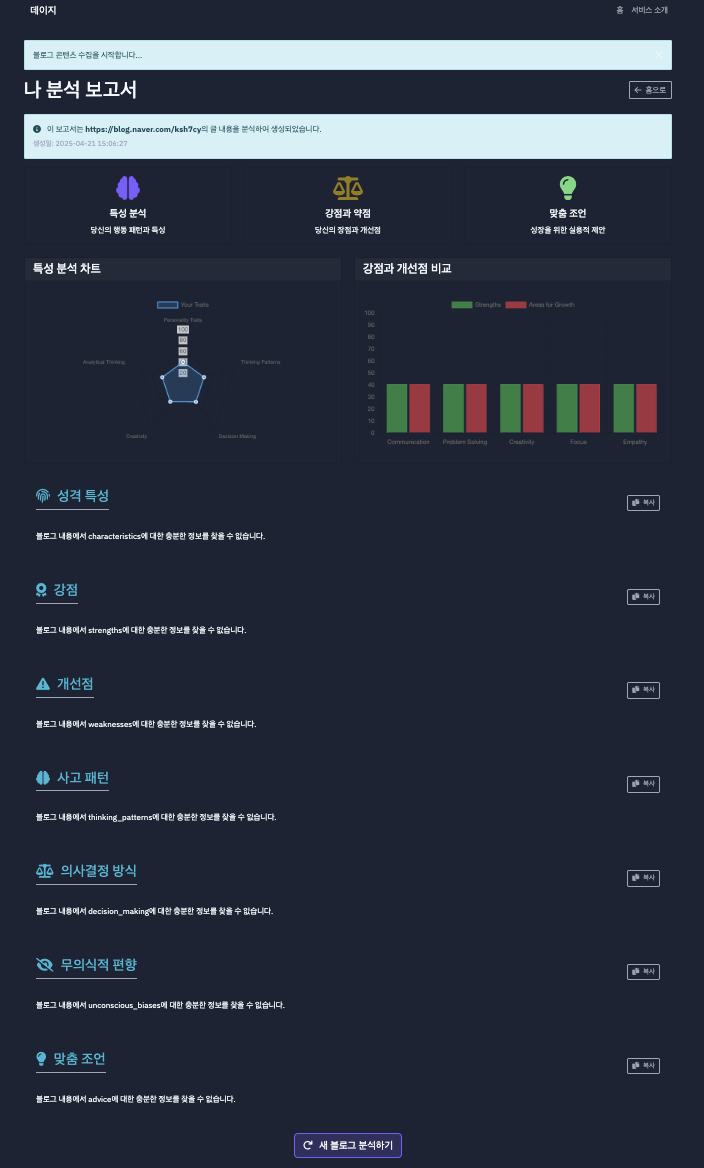 데이지
홈 서비스 소개
블로그 콘텐츠 수집을 시작합니다...
나 분석 보고서
← 홈으로
이 보고서는 https://blog.naver.com/ksh7cy의 글 내용을 분석하여 생성되었습니다.
생성일: 2025-04-21 15:06:27
특성 분석
당신의 행동 패턴과 특성
강점과 약점
당신의 장점과 개선점
맞춤 조언
성장을 위한 실용적 제안
특성 분석 차트
Your Traits
Personality Traits
100
80
60
20
Analytical Thinking
Thinking Patterns
Creativity
Decision Making
강점과 개선점 비교
Strengths
Areas for Growth
100
90
80
70
60
50
40
30
20
10
0
Communication
Problem Solving
Creativity
Focus
Empathy
성격 특성
복사
블로그 내용에서 characteristics에 대한 충분한 정보를 찾을 수 없습니다.
강점
복사
블로그 내용에서 strengths에 대한 충분한 정보를 찾을 수 없습니다.
개선점
복사
블로그 내용에서 weaknesses에 대한 충분한 정보를 찾을 수 없습니다.
사고 패턴
복사
블로그 내용에서 thinking_patterns에 대한 충분한 정보를 찾을 수 없습니다.
의사결정 방식
복사
블로그 내용에서 decision_making에 대한 충분한 정보를 찾을 수 없습니다.
무의식적 편향
복사
블로그 내용에서 unconscious_biases에 대한 충분한 정보를 찾을 수 없습니다.
맞춤 조언
복사
블로그 내용에서 advice에 대한 충분한 정보를 찾을 수 없습니다.
새 블로그 분석하기